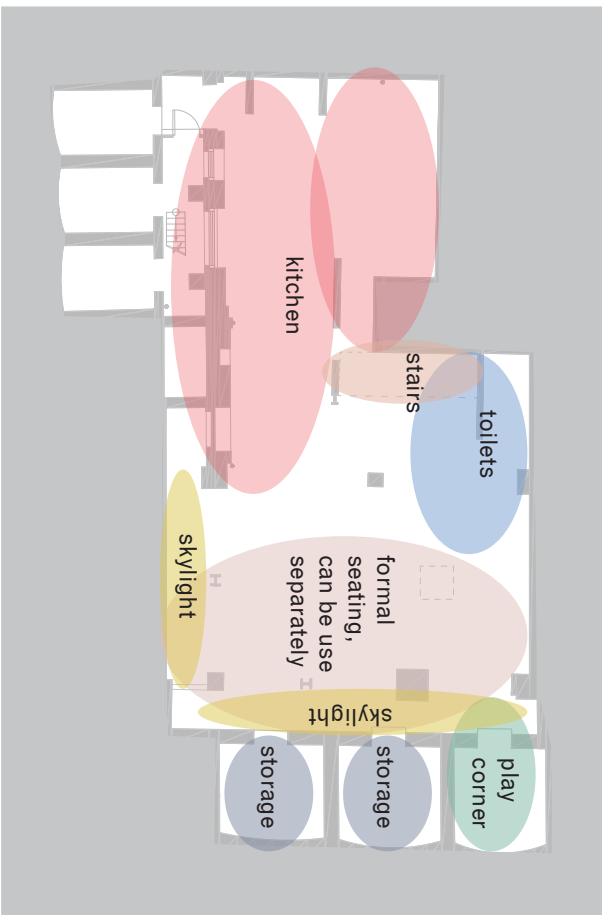 kitchen
stairs
toilets
skylight
formal
seating,
can be use
separately
skylight
storage
storage
play
corner